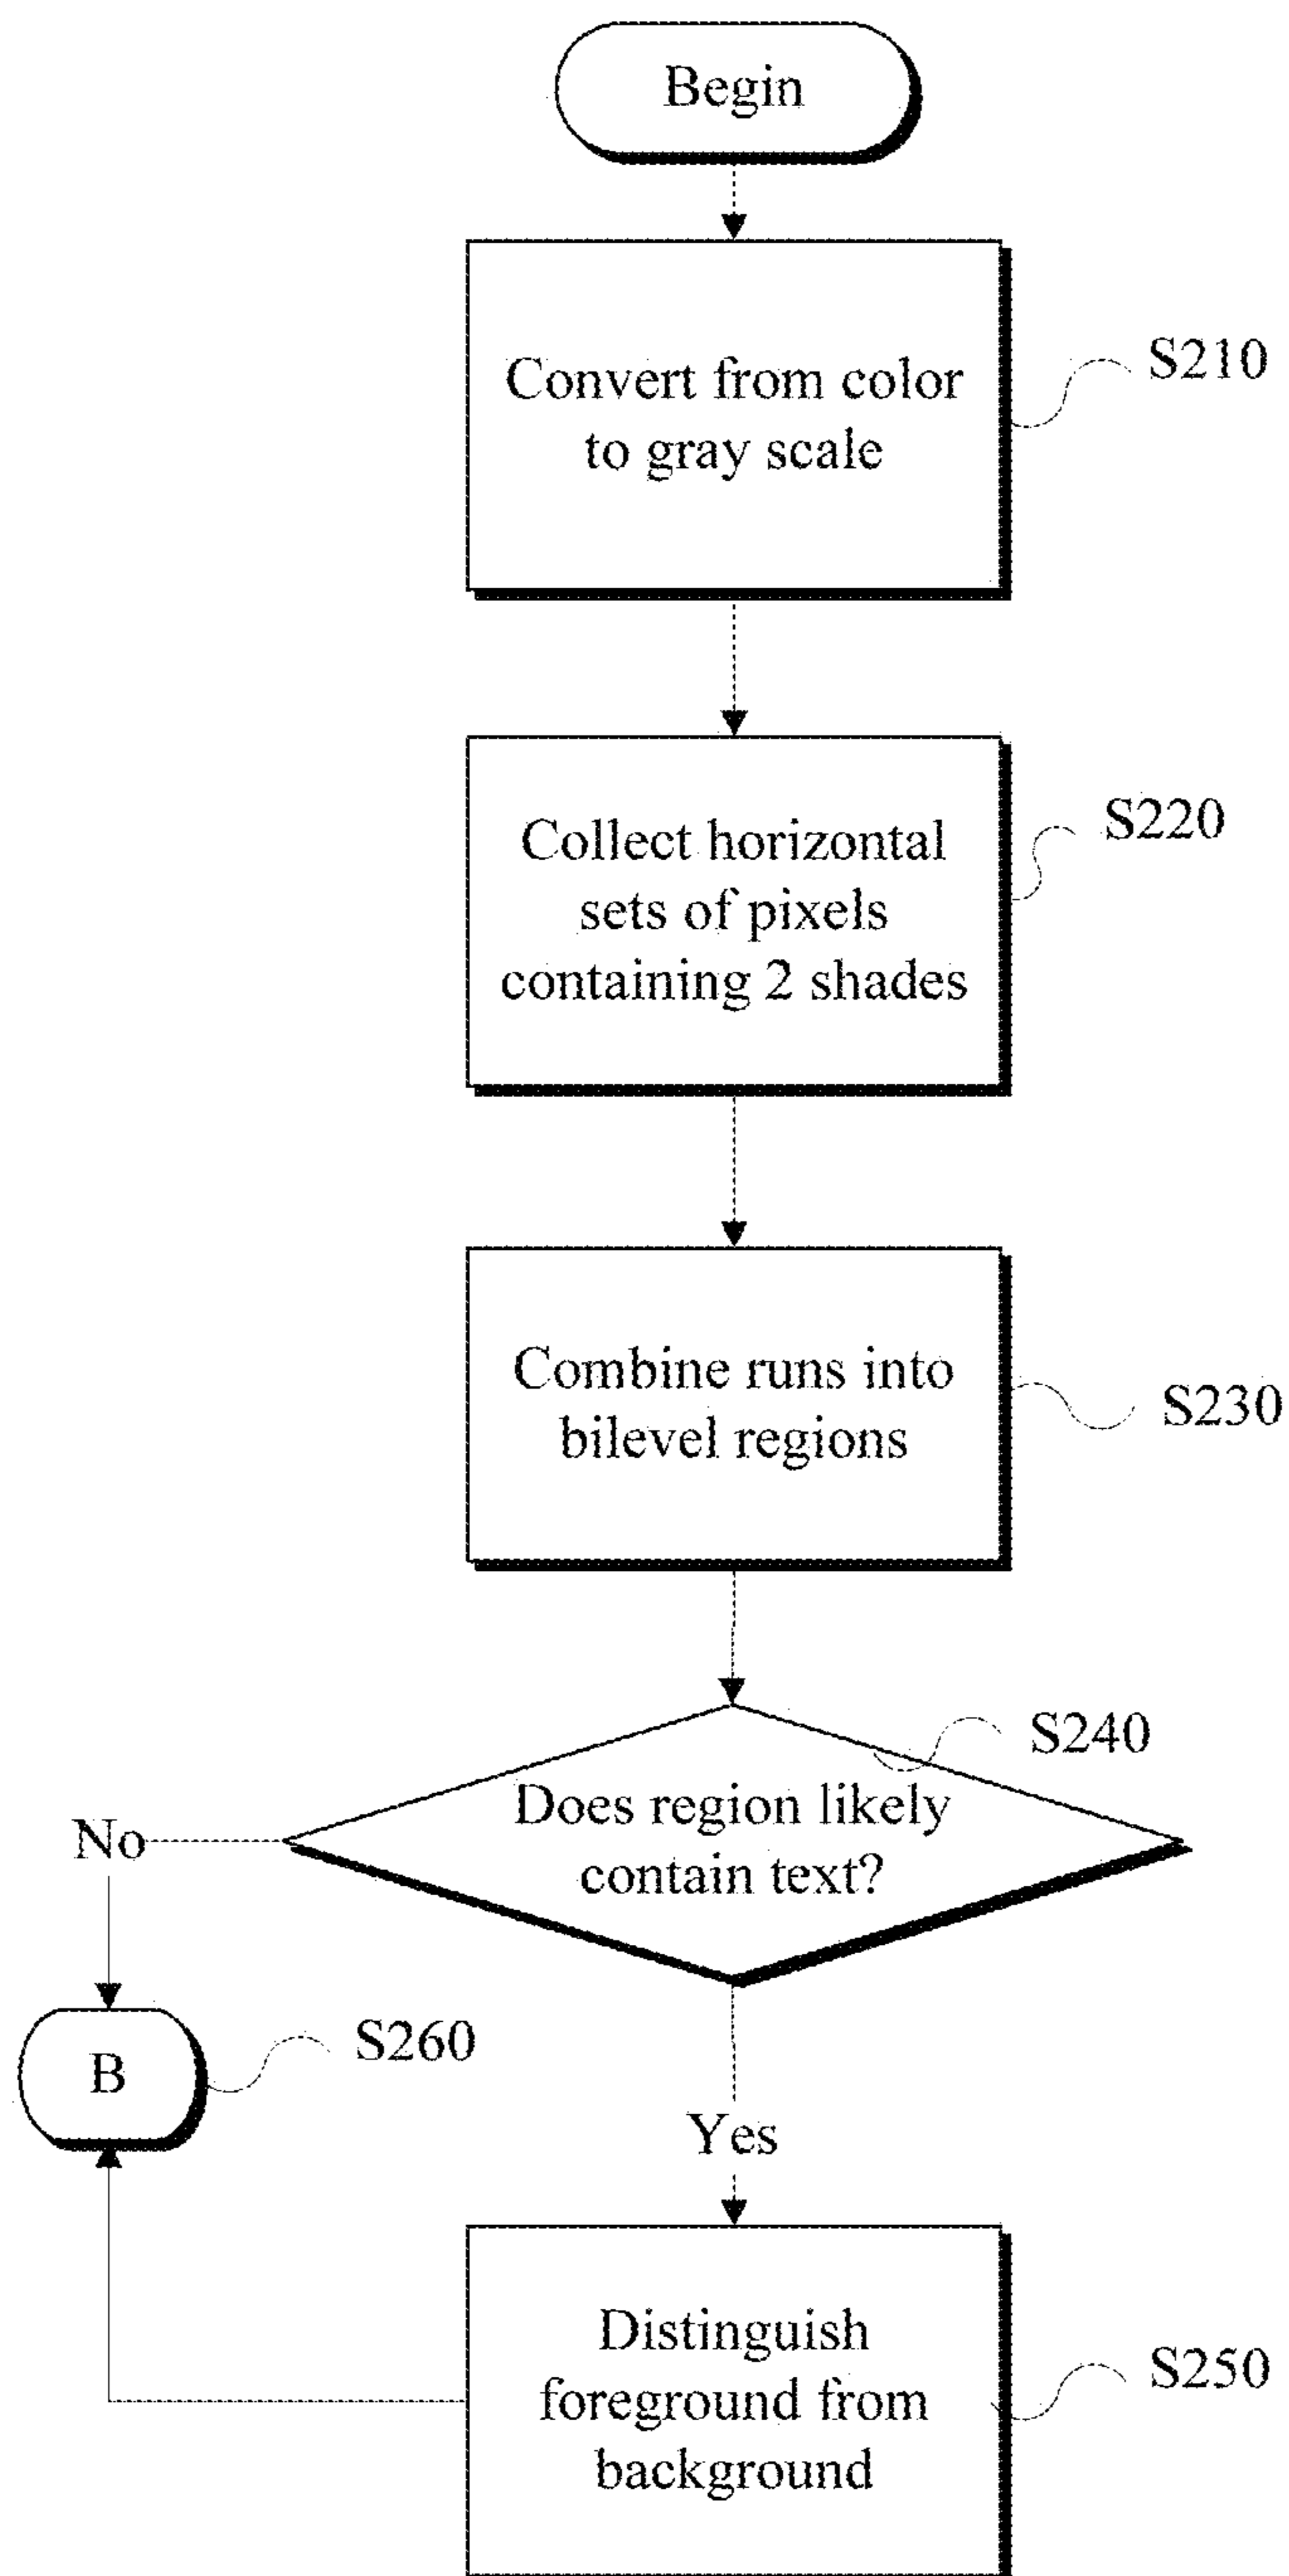 Begin
Convert from color
to gray scale
S210
Collect horizontal
sets of pixels
containing 2 shades
S220
Combine runs into
bilevel regions
S230
Does region likely
contain text?
S240
No
B
S260
Yes
Distinguish
foreground from
background
S250